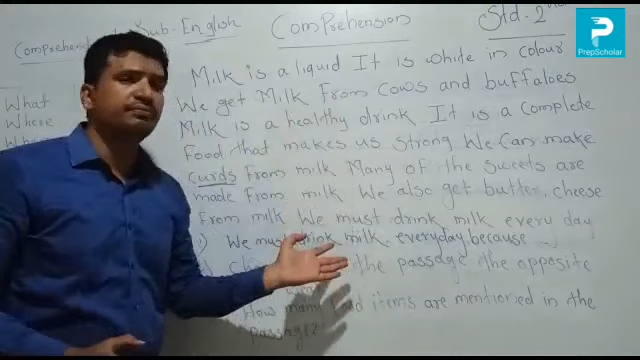 Sub-English
Comprehension
Std. 2nd
PrepScholar
What
Where
Milk is a liquid It is white in colour
We get Milk From cows and buffaloes
Milk is a healthy drink It is a complete
Food that makes us strong We can make
curds From milk Many of the sweets are
made From milk We also get butter, cheese
From milk We must drink milk every day
1) We must drink milk, everyday, because
the passage the opposite
How many food items are mentioned in the
passage?